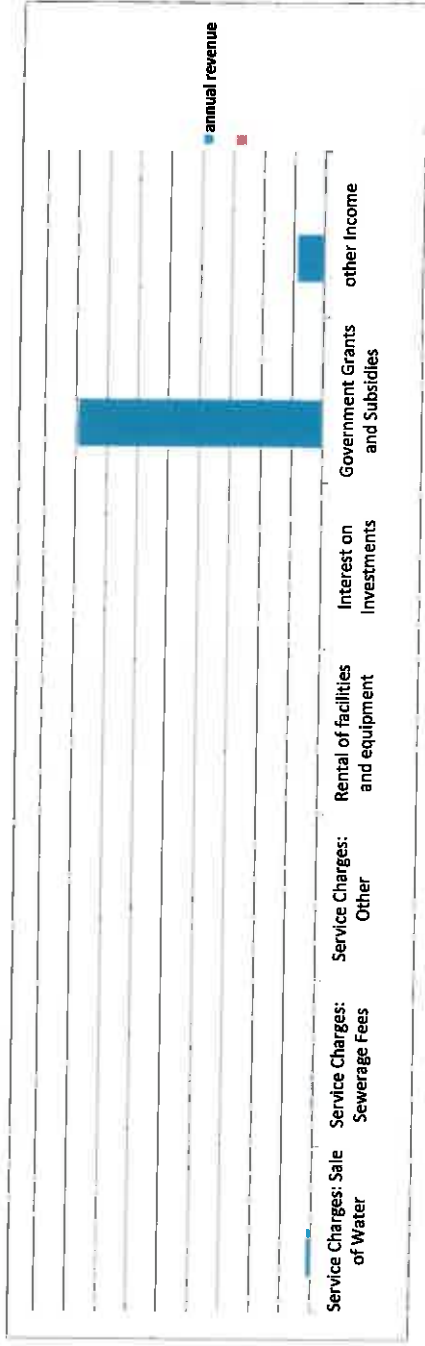 annual revenue
Service Charges: Sale
of Water
Service Charges:
Sewerage Fees
Service Charges:
Other
Rental of facilities
and equipment
Interest on
Investments
Government Grants
and Subsidies
other Income